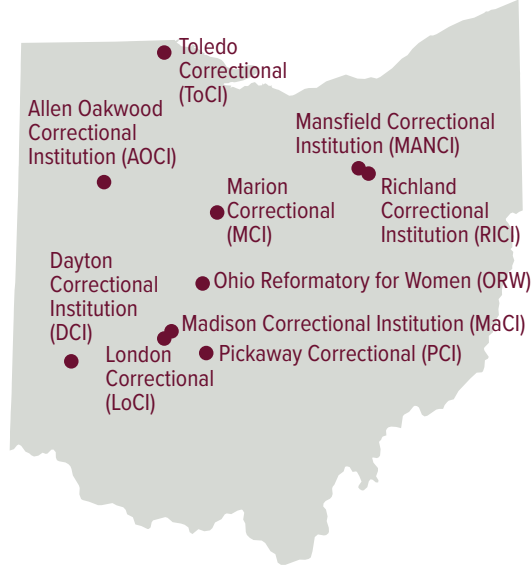 Toledo
Correctional
(ToCI)
Allen Oakwood
Correctional
Institution (AOCI)
Mansfield Correctional
Institution (MANCI)
Marion
Correctional
(MCI)
Richland
Correctional
Institution (RICI)
Dayton
Correctional
Institution
(DCI)
Ohio Reformatory for Women (ORW)
Madison Correctional Institution (MaCI)
London
Correctional
(LoCI)
Pickaway Correctional (PCI)